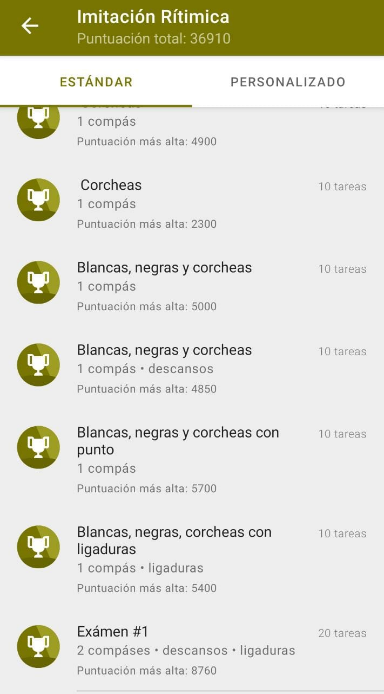 Imitación Rítimica
Puntuación total: 36910
ESTÁNDAR
PERSONALIZADO
1 compás
Puntuación más alta: 4900
Corcheas
10 tareas
1 compás
Puntuación más alta: 2300
Blancas, negras y corcheas
10 tareas
1 compás
Puntuación más alta: 5000
Blancas, negras y corcheas
10 tareas
1 compás • descansos
Puntuación más alta: 4850
Blancas, negras y corcheas con
10 tareas
punto
1 compás
Puntuación más alta: 5700
Blancas, negras, corcheas con
10 tareas
ligaduras
1 compás • ligaduras
Puntuación más alta: 5400
Exámen #1
20 tareas
2 compáses • descansos • ligaduras
Puntuación más alta: 8760